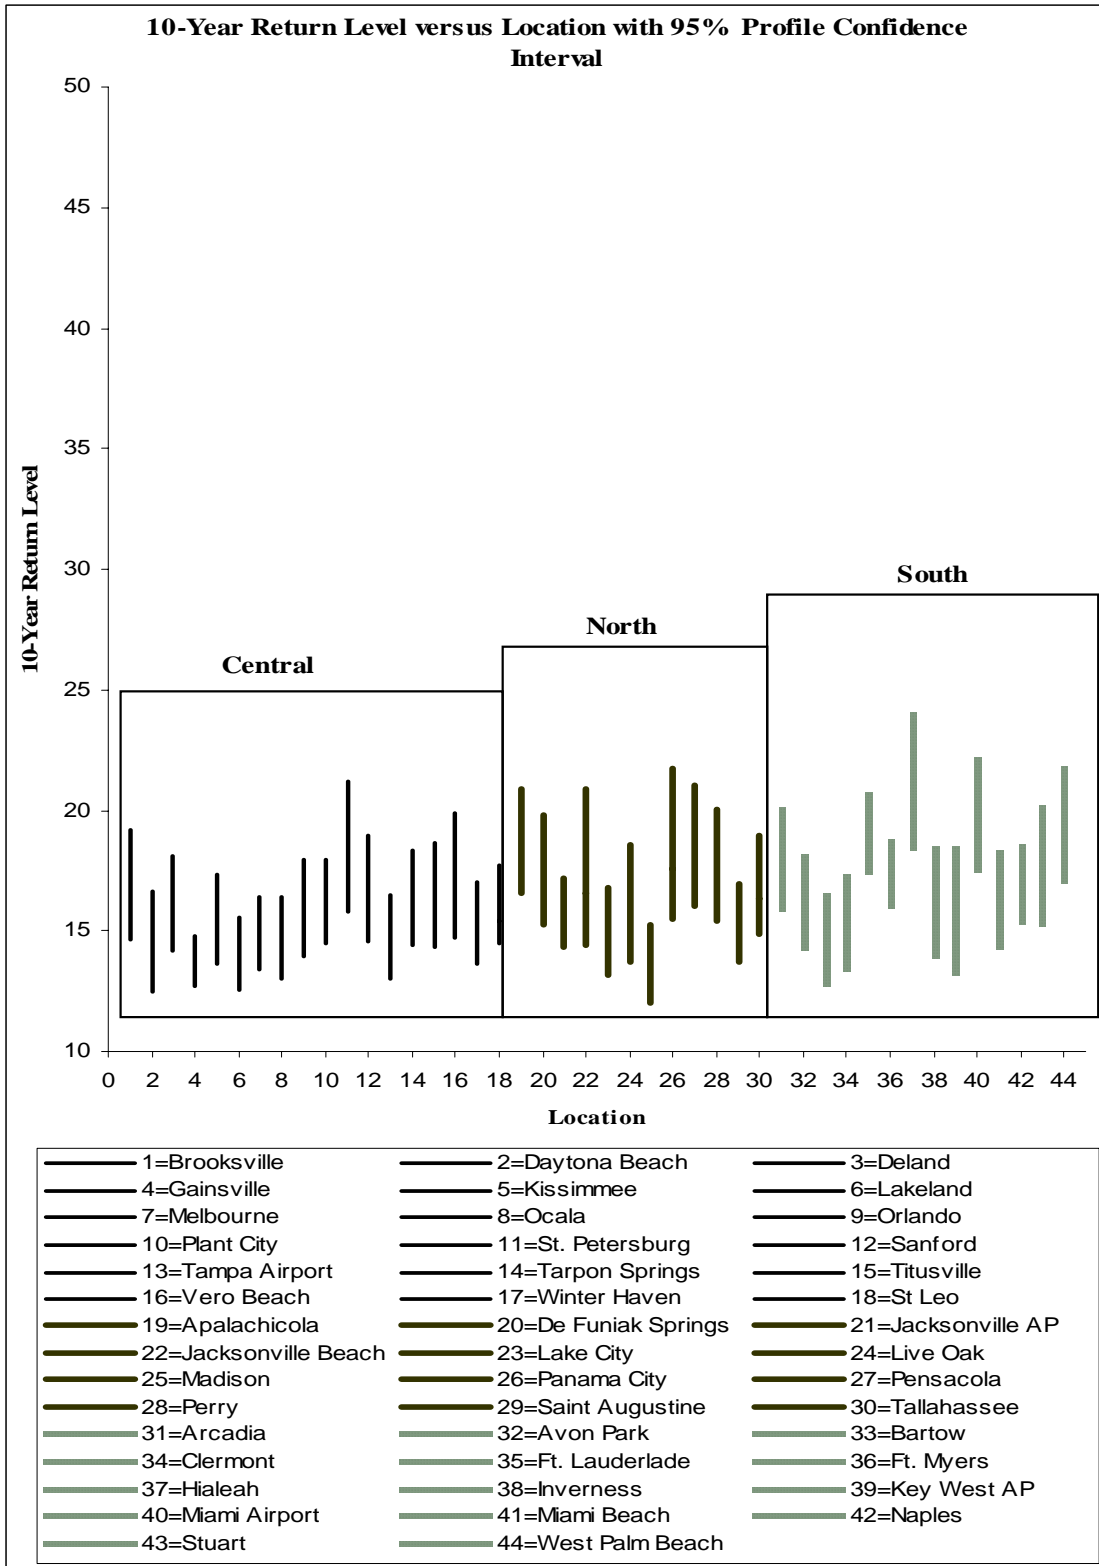 10-Year Return Level versus Location with 95% Profile Confidence
Interval
50
45
40
35
30
25
20
15
10
10-Year Return Level
Central
North
South
0 2 4 6 8 10 12 14 16 18 20 22 24 26 28 30 32 34 36 38 40 42 44
Location
1=Brooksville 2=Daytona Beach 3=Deland
4=Gainsville 5=Kissimmee 6=Lakeland
7=Melbourne 8=Ocala 9=Orlando
10=Plant City 11=St. Petersburg 12=Sanford
13=Tampa Airport 14=Tarpon Springs 15=Titusville
16=Vero Beach 17=Winter Haven 18=St Leo
19=Apalachicola 20=De Funiak Springs 21=Jacksonville AP
22=Jacksonville Beach 23=Lake City 24=Live Oak
25=Madison 26=Panama City 27=Pensacola
28=Perry 29=Saint Augustine 30=Tallahassee
31=Arcadia 32=Avon Park 33=Bartow
34=Clermont 35=Ft. Lauderlade 36=Ft. Myers
37=Hialeah 38=Inverness 39=Key West AP
40=Miami Airport 41=Miami Beach 42=Naples
43=Stuart 44=West Palm Beach